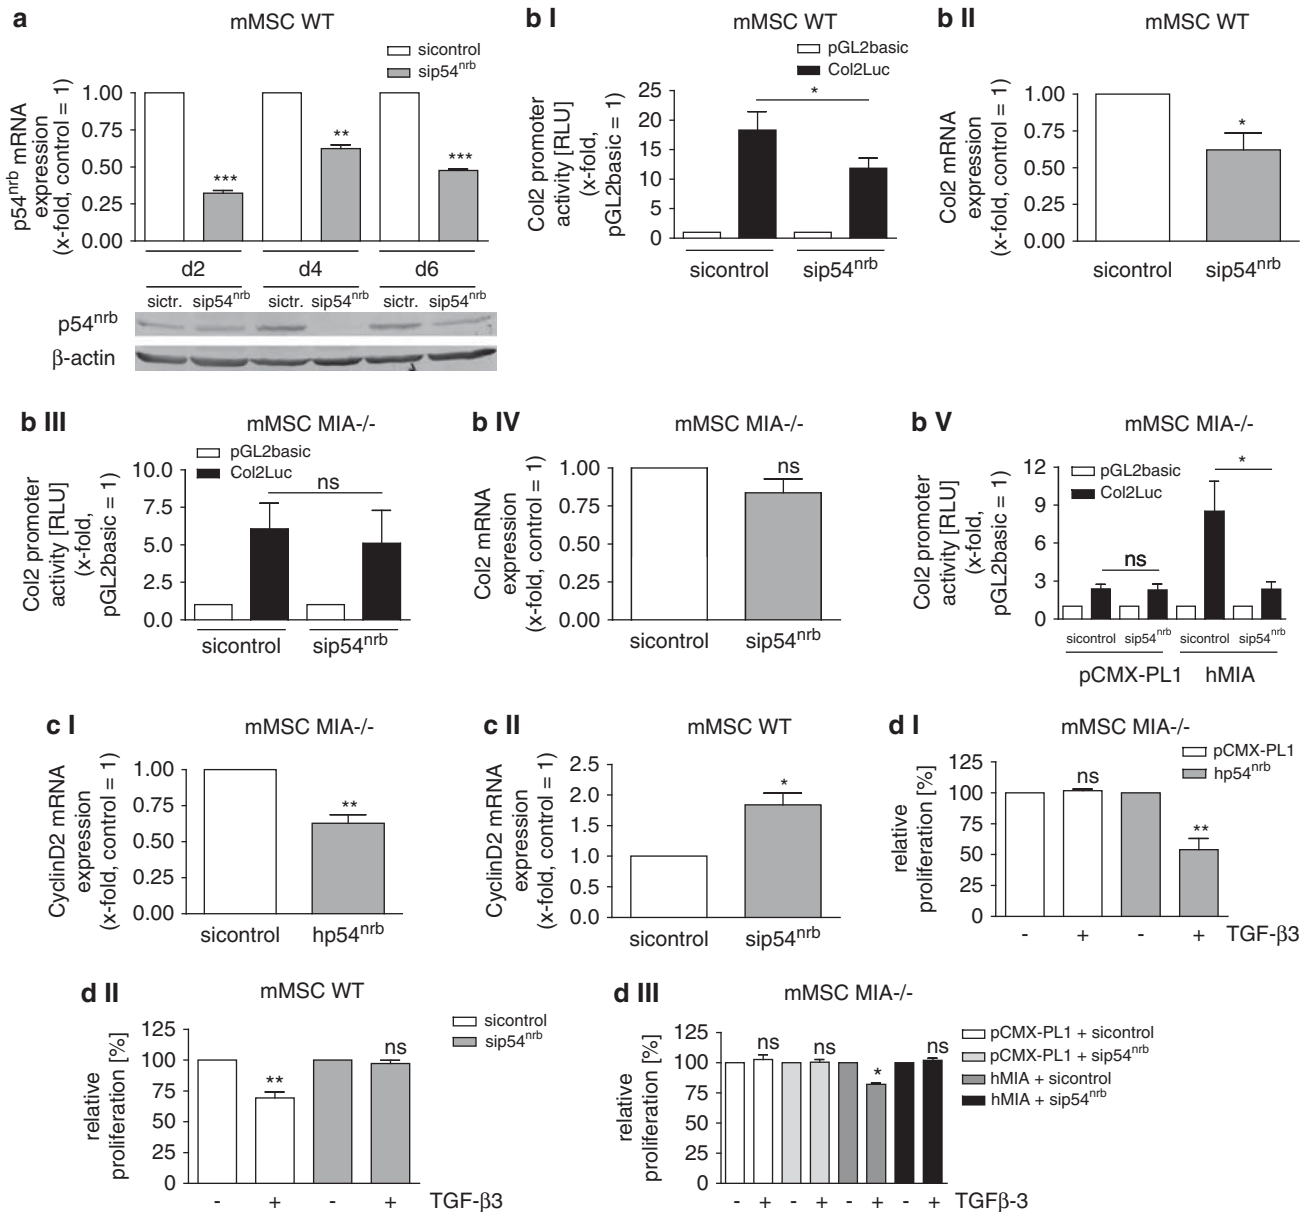 a
mMSC WT
sicontrol
sip54nrb
p54nrb mRNA
expression
(x-fold, control = 1)
1.00
0.75
0.50
0.25
0.00
***
**
***
d2
d4
d6
sictr. sip54nrb sictr. sip54nrb sictr. sip54nrb
p54nrb
β-actin
b I
mMSC WT
pGL2basic
Col2Luc
Col2 promoter
activity [RLU]
(x-fold,
pGL2basic = 1)
25
20
15
10
5
0
*
sicontrol
sip54nrb
b II
mMSC WT
Col2 mRNA
expression
(x-fold, control = 1)
1.00
0.75
0.50
0.25
0.00
*
sicontrol
sip54nrb
b III
mMSC MIA-/-
pGL2basic
Col2Luc
Col2 promoter
activity [RLU]
(x-fold,
pGL2basic = 1)
10.0
7.5
5.0
2.5
0.0
ns
sicontrol
sip54nrb
b IV
mMSC MIA-/-
Col2 mRNA
expression
(x-fold, control = 1)
1.00
0.75
0.50
0.25
0.00
ns
sicontrol
sip54nrb
b V
mMSC MIA-/-
pGL2basic
Col2Luc
Col2 promoter
activity [RLU]
(x-fold,
pGL2basic = 1)
12
9
6
3
0
ns
*
sicontrol sip54nrb sicontrol sip54nrb
pCMX-PL1
hMIA
c I
mMSC MIA-/-
CyclinD2 mRNA
expression
(x-fold, control = 1)
1.00
0.75
0.50
0.25
0.00
**
sicontrol
hp54nrb
c II
mMSC WT
CyclinD2 mRNA
expression
(x-fold, control = 1)
2.5
2.0
1.5
1.0
0.5
0.0
*
sicontrol
sip54nrb
d I
mMSC MIA-/-
pCMX-PL1
hp54nrb
relative
proliferation [%]
125
100
75
50
25
0
ns
**
- + - + TGF-β3
d II
mMSC WT
sicontrol
sip54nrb
relative
proliferation [%]
125
100
75
50
25
0
**
ns
- + - + TGF-β3
d III
mMSC MIA-/-
pCMX-PL1 + sicontrol
pCMX-PL1 + sip54nrb
hMIA + sicontrol
hMIA + sip54nrb
relative
proliferation [%]
125
100
75
50
25
0
ns
ns
*
ns
- + - + - + - + TGFβ-3